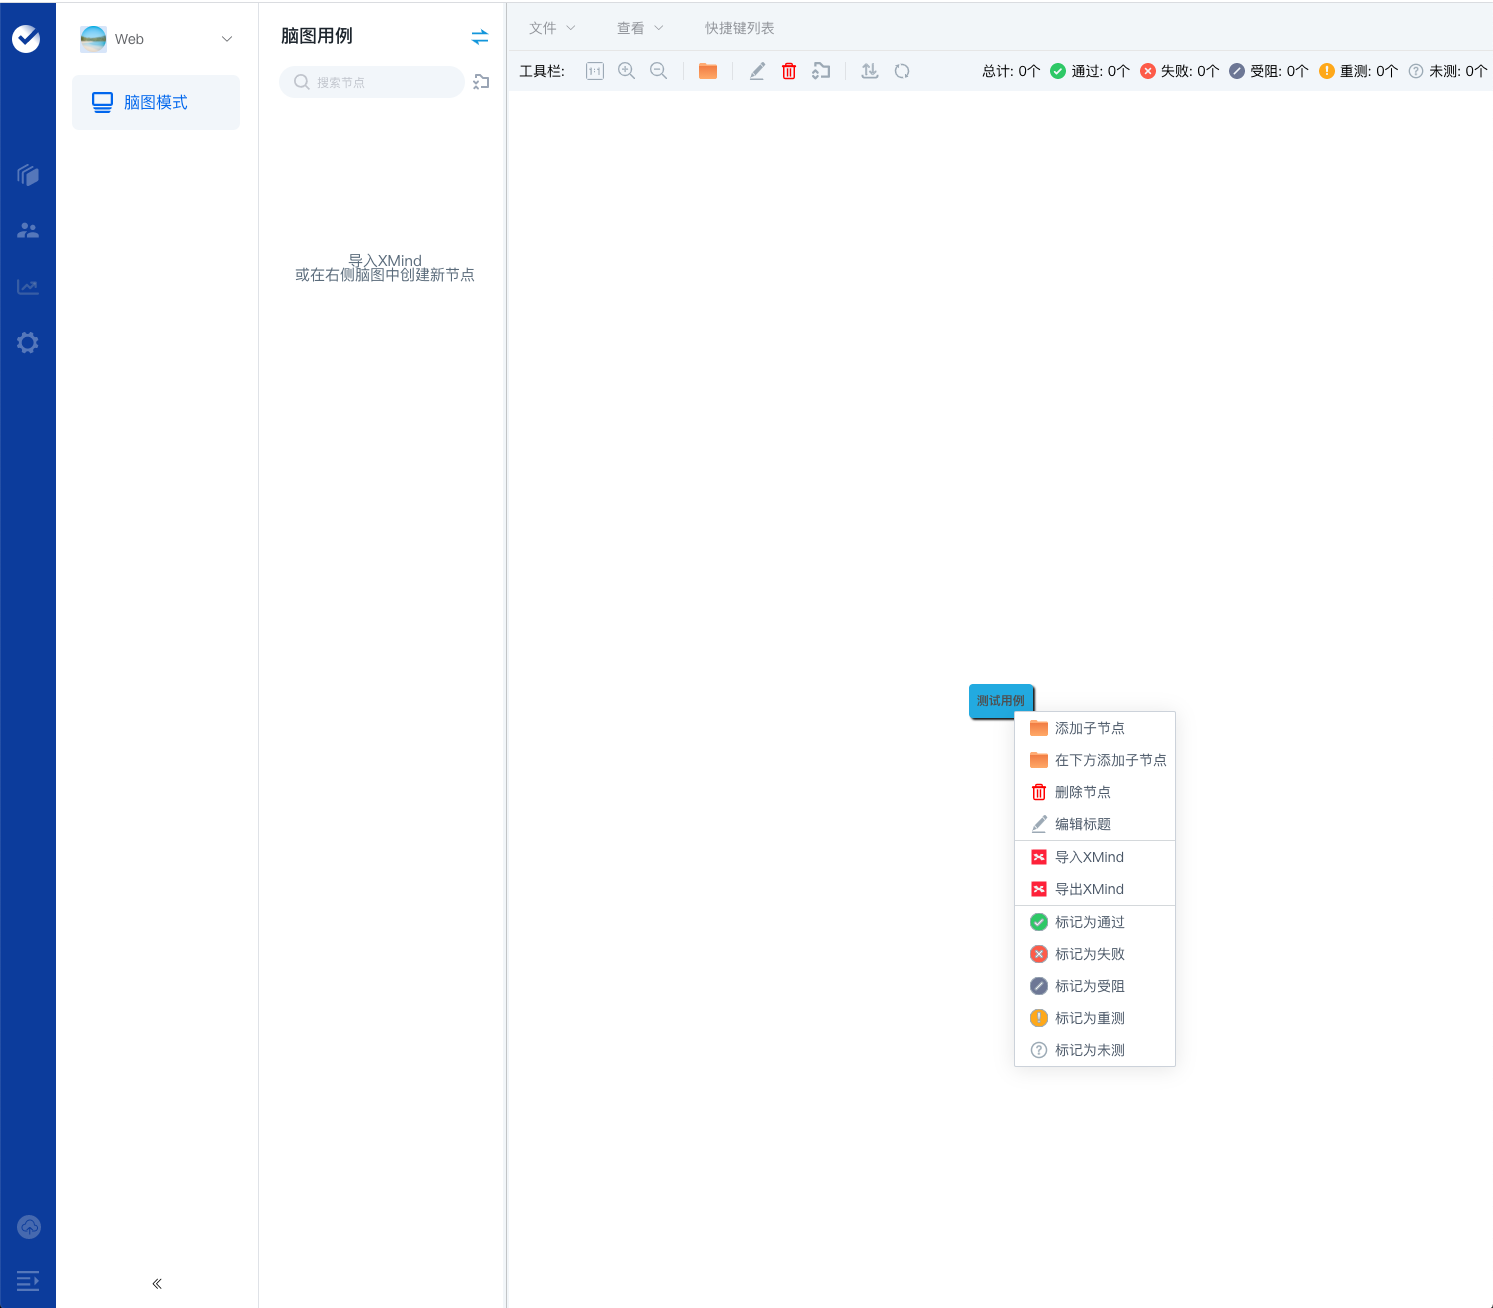 Web
脑图模式
脑图用例
搜索节点
导入XMind
或在右侧脑图中创建新节点
文件
查看
快捷键列表
工具栏:
1:1
总计: 0个
通过: 0个
失败: 0个
受阻: 0个
重测: 0个
未测: 0个
测试用例
添加子节点
在下方添加子节点
删除节点
编辑标题
导入XMind
导出XMind
标记为通过
标记为失败
标记为受阻
标记为重测
标记为未测